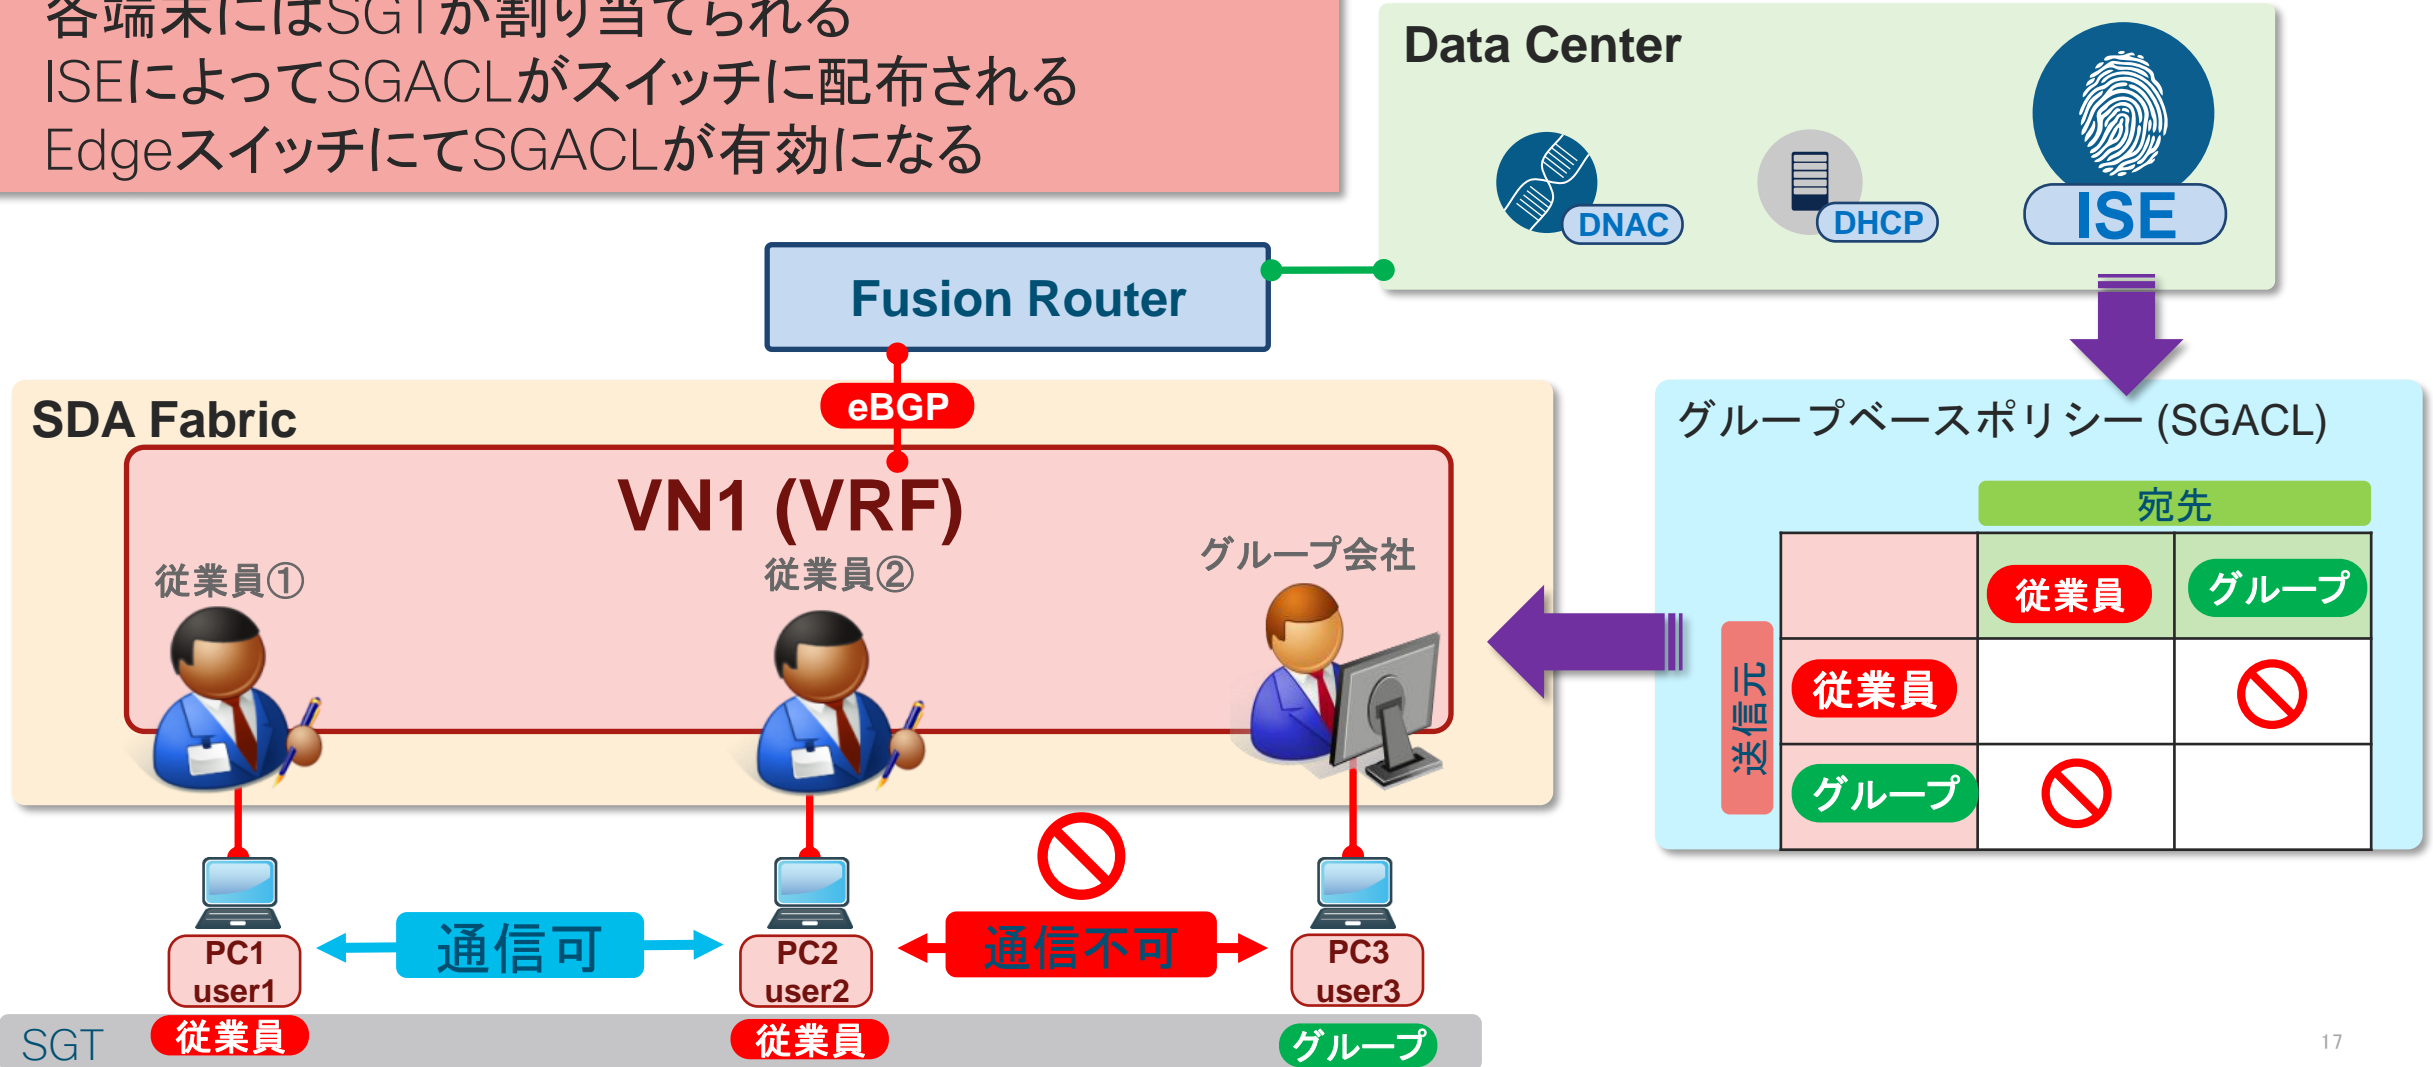 各端末にはSGTが割り当てられる
ISEによってSGACLがスイッチに配布される
EdgeスイッチにてSGACLが有効になる
Data Center
DNAC
DHCP
ISE
Fusion Router
eBGP
SDA Fabric
VN1 (VRF)
従業員①
従業員②
グループ会社
グループベースポリシー (SGACL)
宛先
従業員
グループ
送信元
従業員
グループ
通信可
通信不可
PC1
user1
PC2
user2
PC3
user3
SGT
従業員
従業員
グループ
17